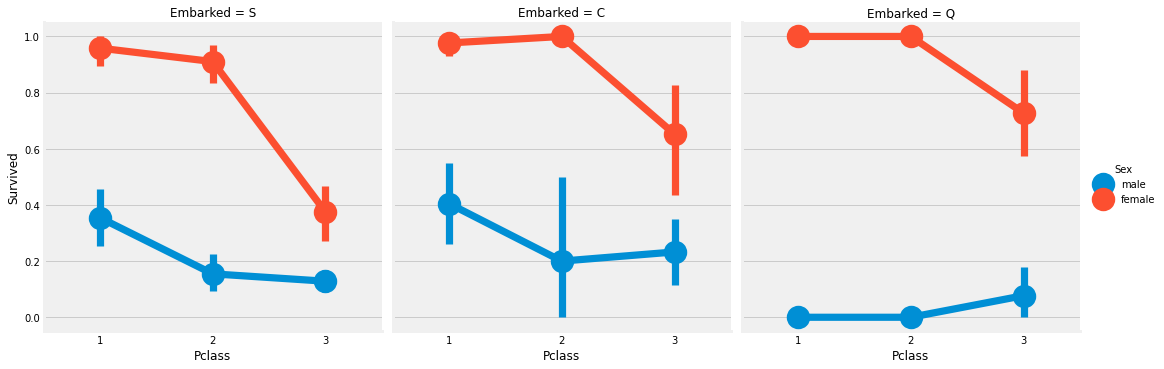 Embarked = S
Embarked = C
Embarked = Q
1.0
0.8
0.6
0.4
0.2
0.0
Survived
1 2 3
1 2 3
1 2 3
Pclass
Pclass
Pclass
Sex
male
female